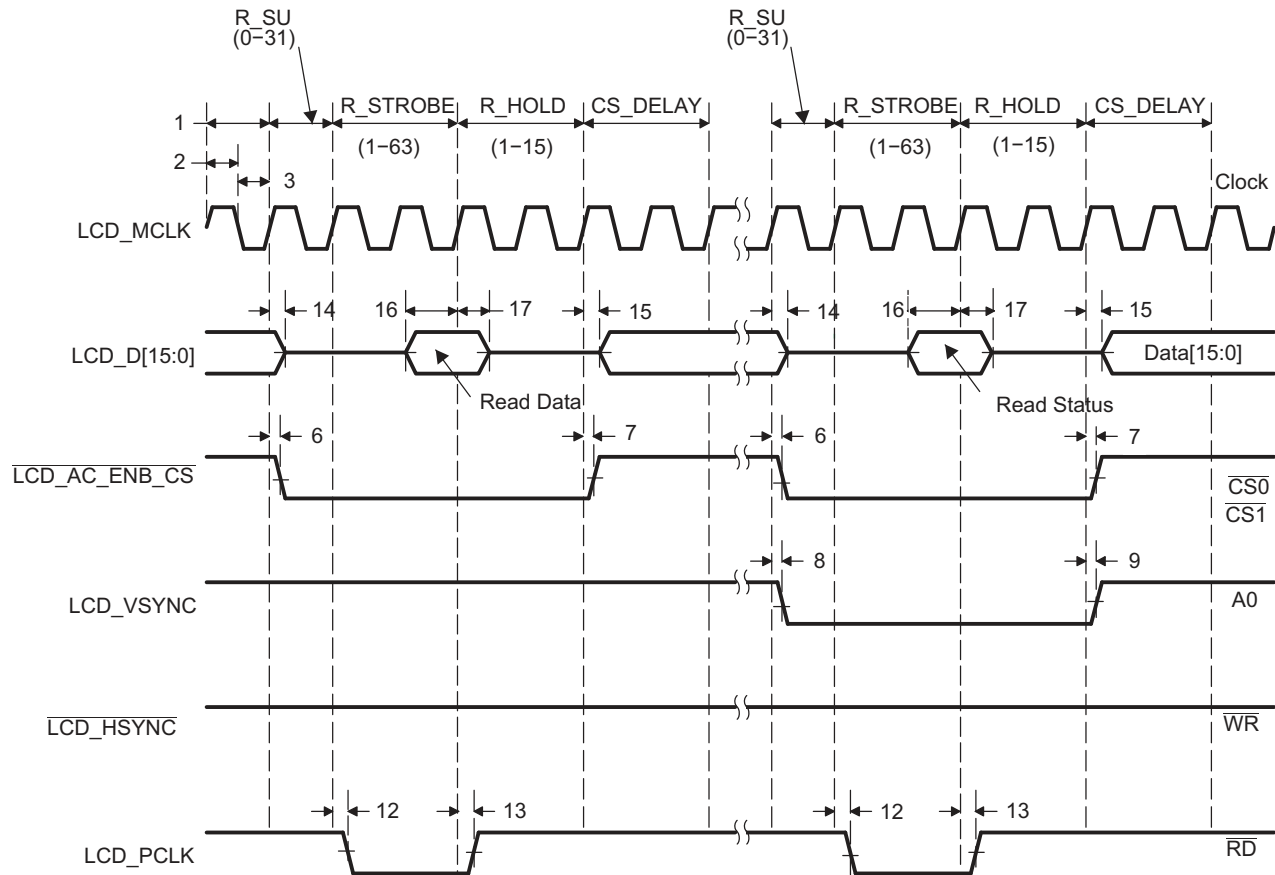 R_SU R_SU
(0−31) (0−31)
R_STROBE R_HOLD CS_DELAY R_STROBE R_HOLD CS_DELAY
1
(1−63) (1−15) (1−63) (1−15)
2
3 Clock
LCD_MCLK
14 16 17 15 14 16 17 15
LCD_D[15:0] Data[15:0]
Read Data Read Status
6 7 6 7
LCD_AC_ENB_CS CS0
CS1
8 9
LCD_VSYNC A0
LCD_HSYNC WR
12 13 12 13
LCD_PCLK RD